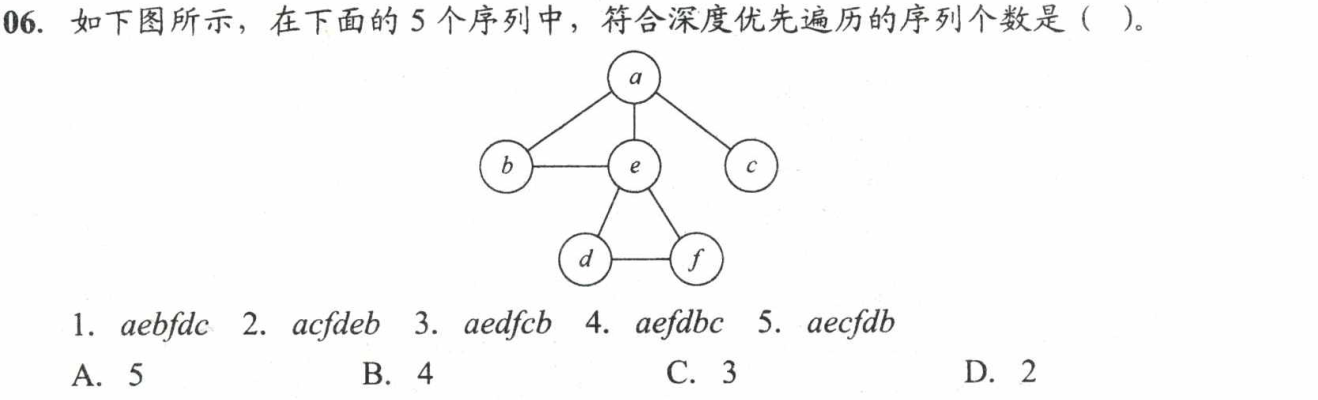 06. 如下图所示，在下面的 5 个序列中，符合深度优先遍历的序列个数是（ ）。
a
b e c
d f
1. aebfdc 2. acfdeb 3. aedfcb 4. aefdbc 5. aecfdb
A. 5 B. 4 C. 3 D. 2